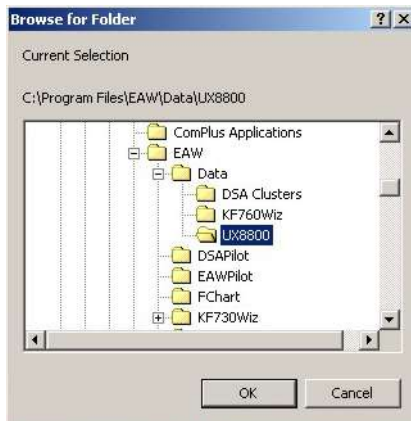 Browse for Folder
Current Selection
C:\Program Files\EAW\Data\UX8800
ComPlus Applications
EAW
Data
DSA Clusters
KF760Wiz
UX8800
DSAPilot
EAWPilot
FChart
KF730Wiz
OK Cancel